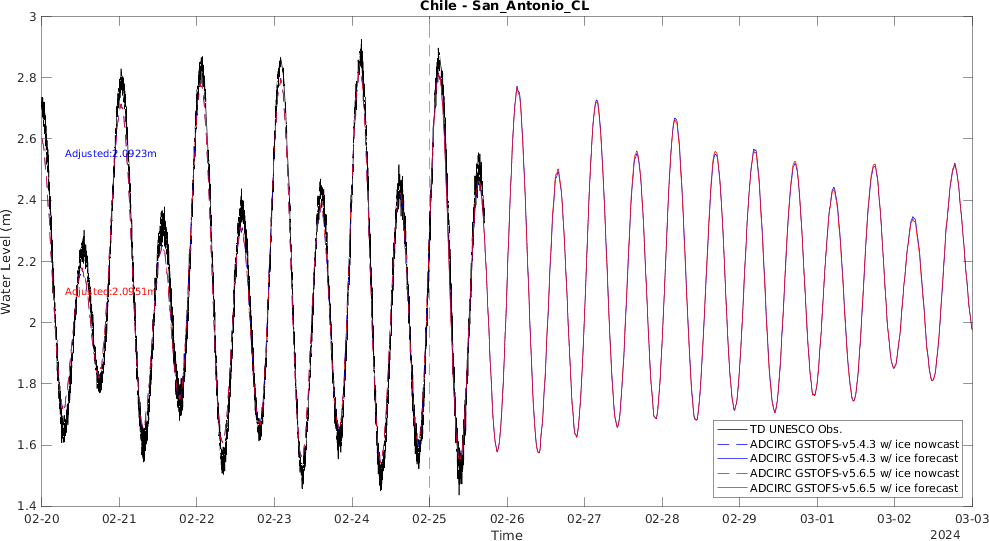 Chile - San_Antonio_CL
3
2.8
2.6
2.4
2.2
2
1.8
1.6
1.4
Water Level (m)
Adjusted:2.0923m
Adjusted:2.0951m
TD UNESCO Obs.
ADCIRC GSTOFS-v5.4.3 w/ ice nowcast
ADCIRC GSTOFS-v5.4.3 w/ ice forecast
ADCIRC GSTOFS-v5.6.5 w/ ice nowcast
ADCIRC GSTOFS-v5.6.5 w/ ice forecast
02-20 02-21 02-22 02-23 02-24 02-25 02-26 02-27 02-28 02-29 03-01 03-02 03-03
Time
2024